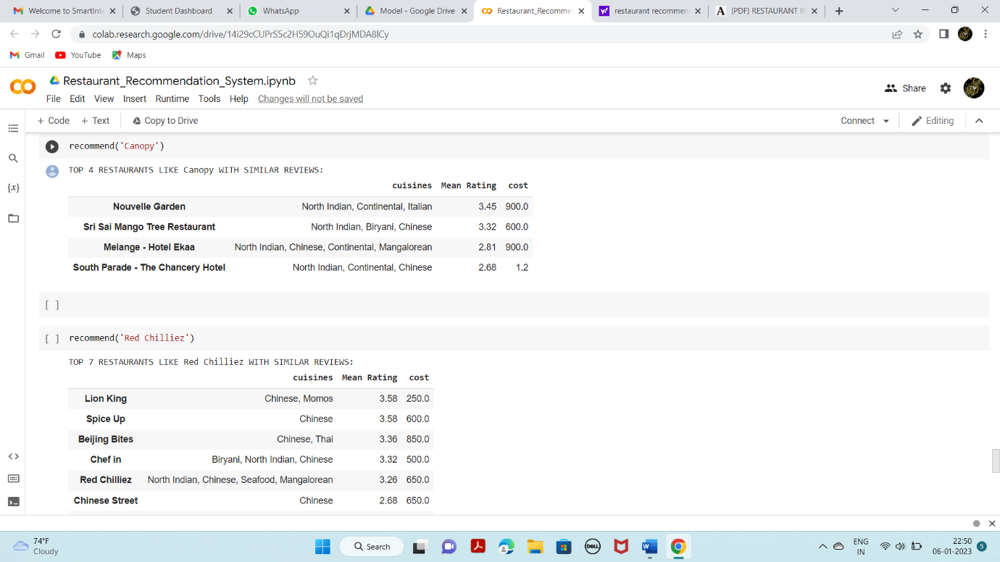 Welcome to SmartInte
Student Dashboard
WhatsApp
Model - Google Drive
Restaurant_Recomme
restaurant recommen
(PDF) RESTAURANT R
colab.research.google.com/drive/14i29cCUPrS5c2H59OuQi1qDrjMDA8lCy
Gmail YouTube Maps
Restaurant_Recommendation_System.ipynb
Share
File Edit View Insert Runtime Tools Help Changes will not be saved
+ Code + Text Copy to Drive Connect Editing
recommend('Canopy')
TOP 4 RESTAURANTS LIKE Canopy WITH SIMILAR REVIEWS:
cuisines Mean Rating cost
Nouvelle Garden North Indian, Continental, Italian 3.45 900.0
Sri Sai Mango Tree Restaurant North Indian, Biryani, Chinese 3.32 600.0
Melange - Hotel Ekaa North Indian, Chinese, Continental, Mangalorean 2.81 900.0
South Parade - The Chancery Hotel North Indian, Continental, Chinese 2.68 1.2
[ ]
[ ] recommend('Red Chilliez')
TOP 7 RESTAURANTS LIKE Red Chilliez WITH SIMILAR REVIEWS:
cuisines Mean Rating cost
Lion King Chinese, Momos 3.58 250.0
Spice Up Chinese 3.58 600.0
Beijing Bites Chinese, Thai 3.36 850.0
Chef in Biryani, North Indian, Chinese 3.32 500.0
Red Chilliez North Indian, Chinese, Seafood, Mangalorean 3.26 650.0
Chinese Street Chinese 2.68 650.0
74°F
Cloudy
Search
DELL
ENG
IN
22:50
06-01-2023
5